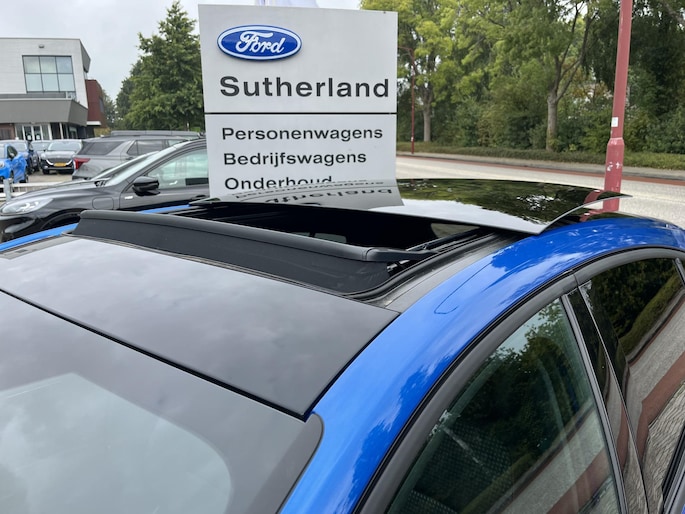 Ford
Sutherland
Personenwagens
Bedrijfswagens
Onderhoud